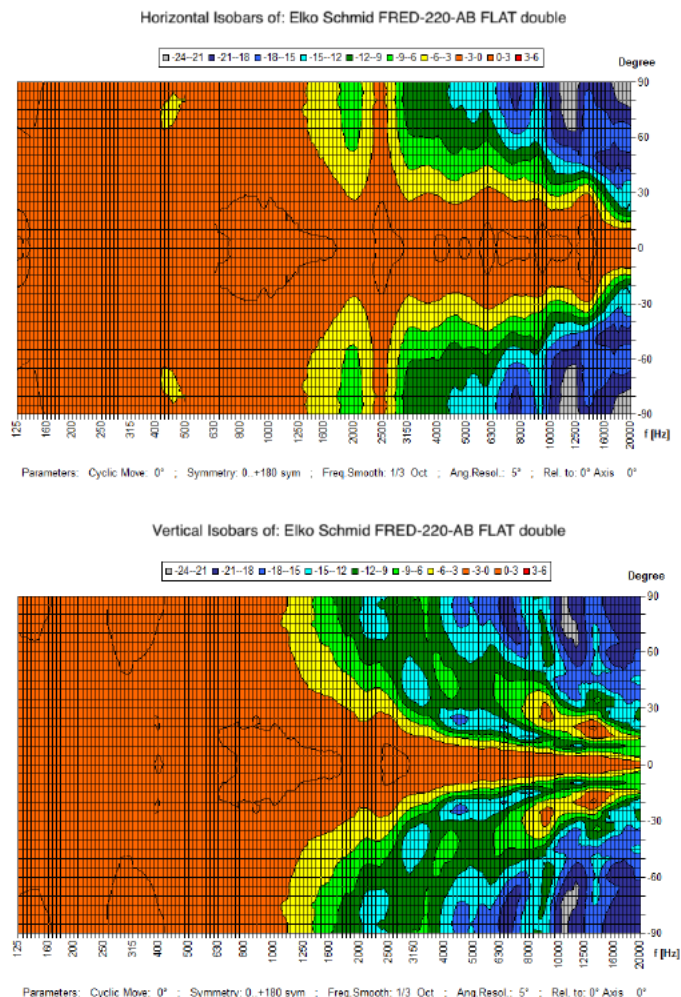 Horizontal Isobars of: Elko Schmid FRED-220-AB FLAT double
-24--21 -21--18 -18--15 -15--12 -12--9 -9--6 -6--3 -3-0 0-3 3-6
Degree
90
60
30
0
-30
-60
-90
125 160 200 250 315 400 500 630 800 1000 1250 1600 2000 2500 3150 4000 5000 6300 8000 10000 12500 16000 20000 f [Hz]
Parameters: Cyclic Move: 0° ; Symmetry: 0..+180 sym ; Freq.Smooth: 1/3 Oct ; Ang.Resol.: 5° ; Rel. to: 0° Axis 0°
Vertical Isobars of: Elko Schmid FRED-220-AB FLAT double
-24--21 -21--18 -18--15 -15--12 -12--9 -9--6 -6--3 -3-0 0-3 3-6
Degree
90
60
30
0
-30
-60
-90
125 160 200 250 315 400 500 630 800 1000 1250 1600 2000 2500 3150 4000 5000 6300 8000 10000 12500 16000 20000 f [Hz]
Parameters: Cyclic Move: 0° ; Symmetry: 0..+180 sym ; Freq.Smooth: 1/3 Oct ; Ang.Resol.: 5° ; Rel. to: 0° Axis 0°